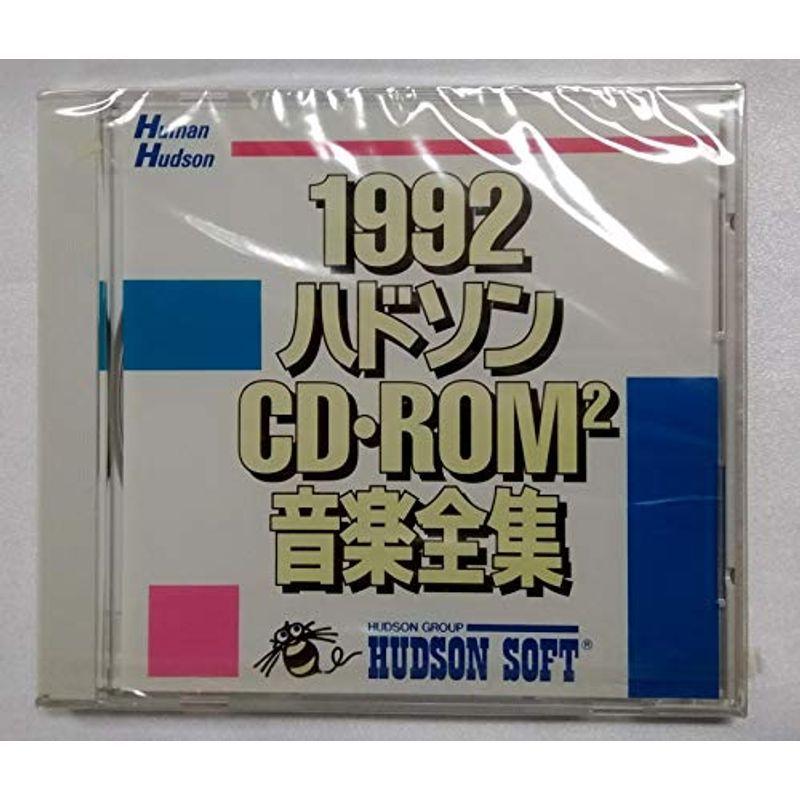 Human
Hudson
1992
ハドソン
CD・ROM²
音楽全集
HUDSON GROUP
HUDSON SOFT®